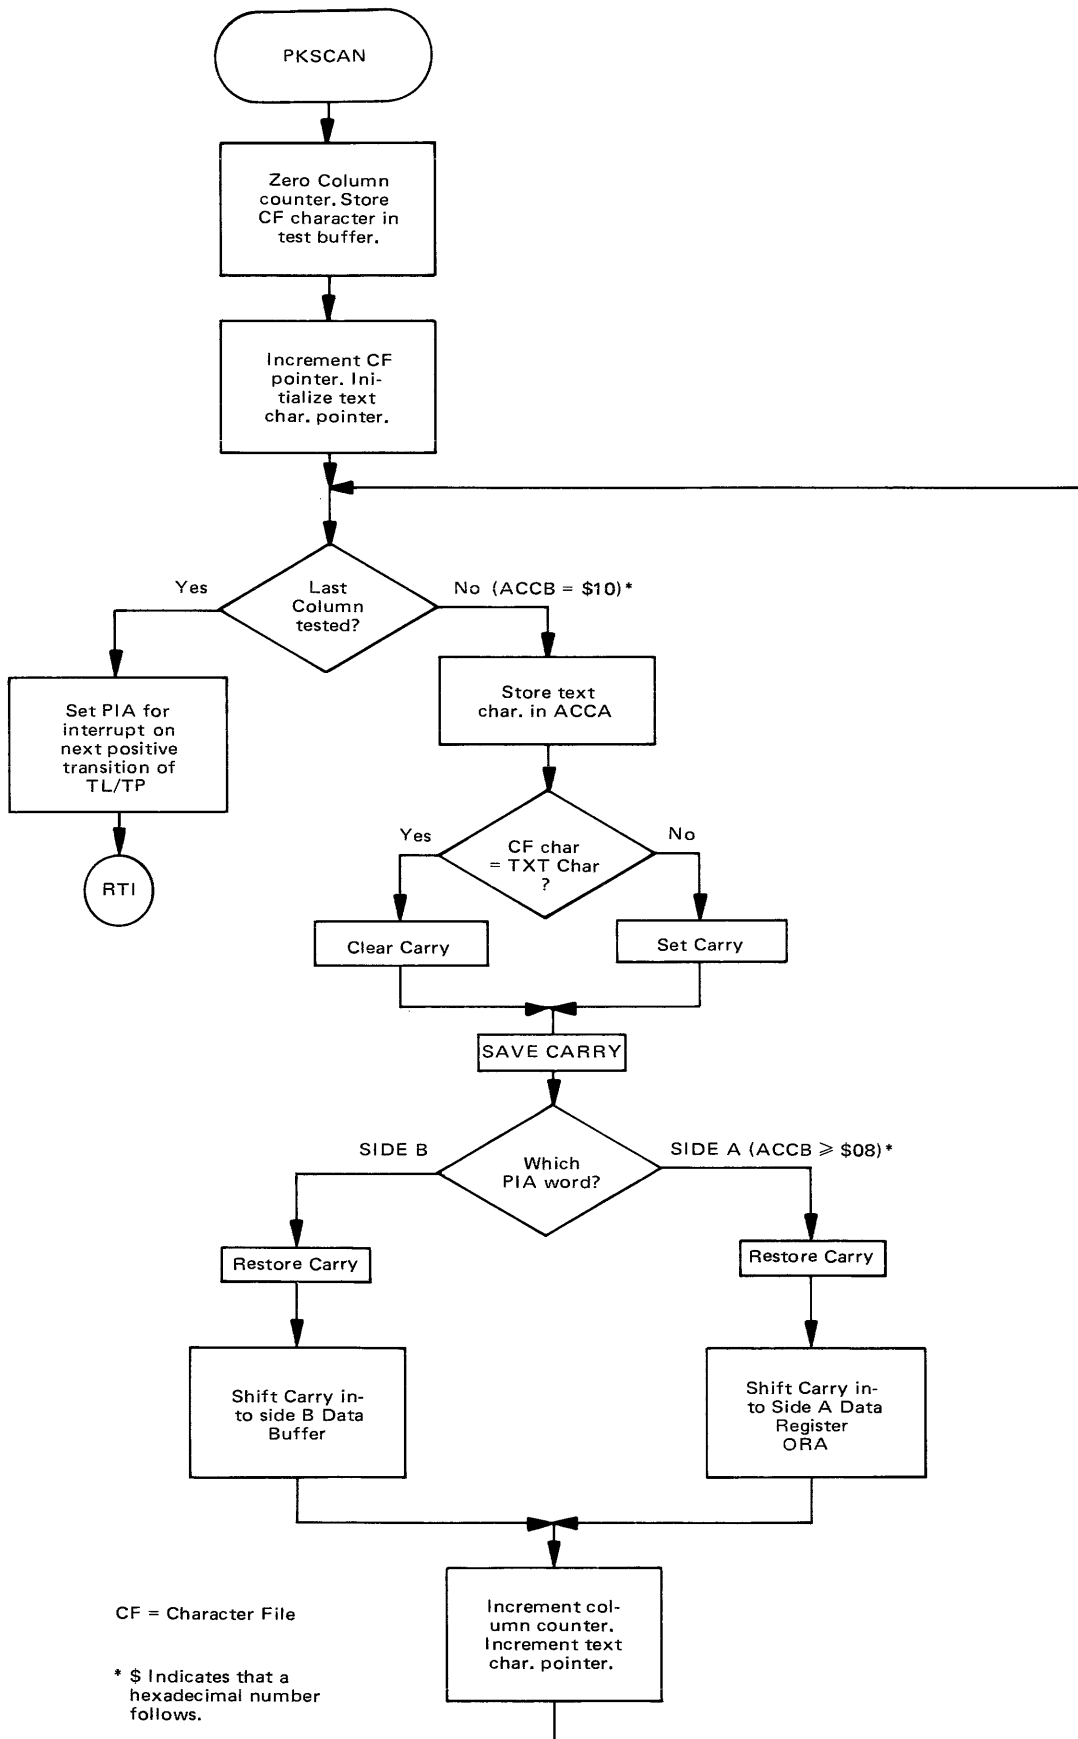 PKSCAN
Zero Column
counter. Store
CF character in
test buffer.
Increment CF
pointer. Ini-
tialize text
char. pointer.
Yes
Last
Column
tested?
No (ACCB = $10)*
Set PIA for
interrupt on
next positive
transition of
TL/TP
RTI
Store text
char. in ACCA
Yes
CF char
= TXT Char
?
No
Clear Carry
Set Carry
SAVE CARRY
SIDE B
Which
PIA word?
SIDE A (ACCB ⩾ $08)*
Restore Carry
Restore Carry
Shift Carry in-
to side B Data
Buffer
Shift Carry in-
to Side A Data
Register
ORA
Increment col-
umn counter.
Increment text
char. pointer.
CF = Character File
* $ Indicates that a
hexadecimal number
follows.